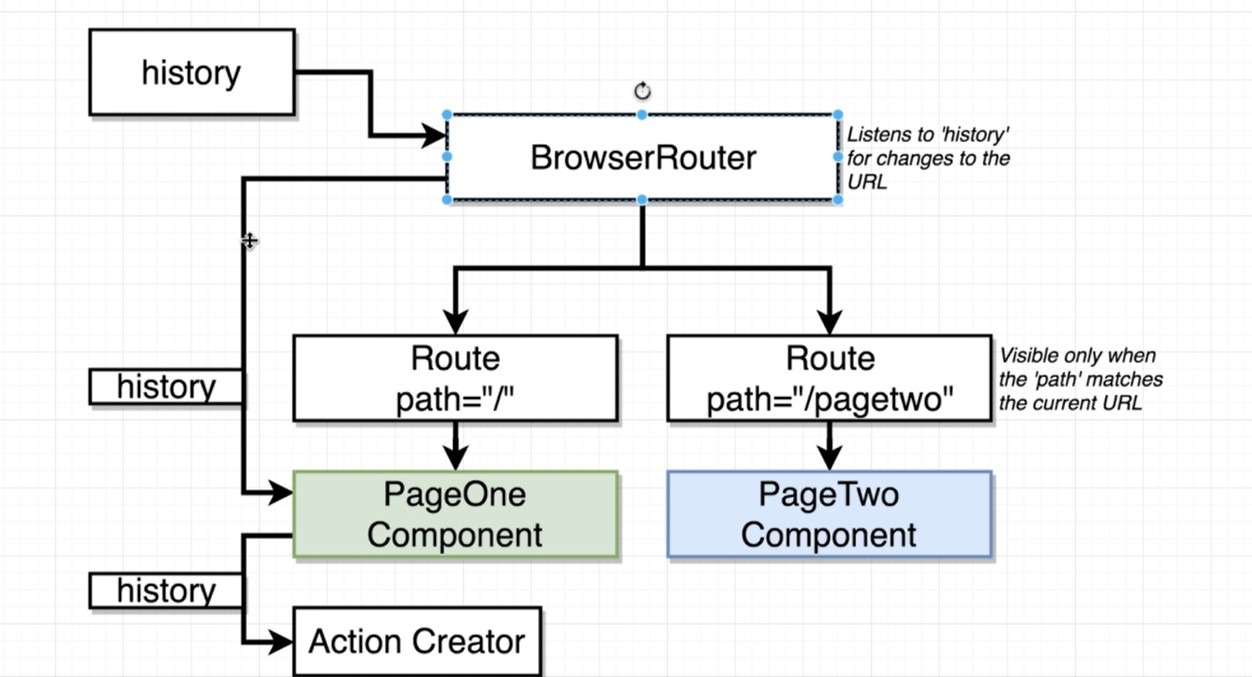 history
BrowserRouter
Listens to 'history'
for changes to the
URL
Route
path="/"
Route
path="/pagetwo"
Visible only when
the 'path' matches
the current URL
history
PageOne
Component
PageTwo
Component
history
Action Creator